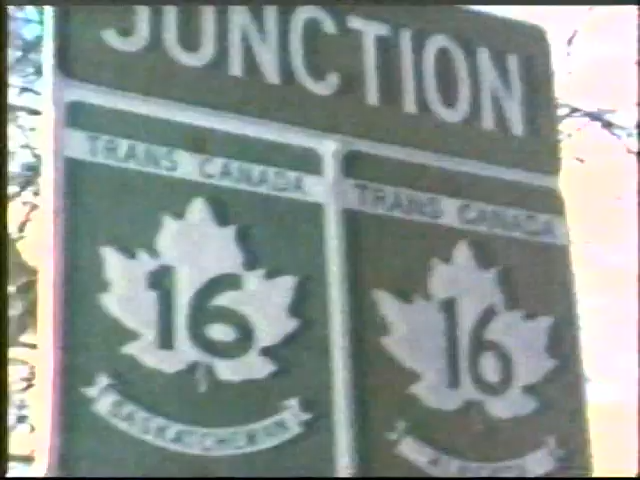 JUNCTION
TRANS CANADA TRANS CANADA
16 16
SASKATCHEWAN